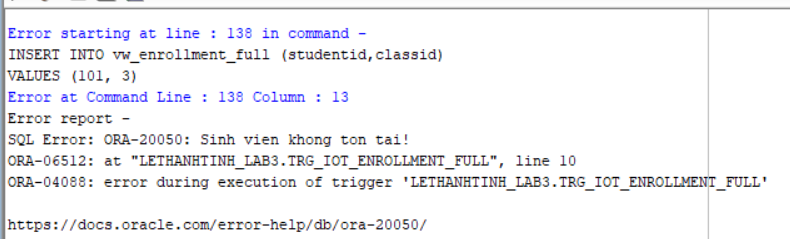 Error starting at line : 138 in command -
INSERT INTO vw_enrollment_full (studentid,classid)
VALUES (101, 3)
Error at Command Line : 138 Column : 13
Error report -
SQL Error: ORA-20050: Sinh vien khong ton tai!
ORA-06512: at "LETHANHTINH_LAB3.TRG_IOT_ENROLLMENT_FULL", line 10
ORA-04088: error during execution of trigger 'LETHANHTINH_LAB3.TRG_IOT_ENROLLMENT_FULL'
https://docs.oracle.com/error-help/db/ora-20050/